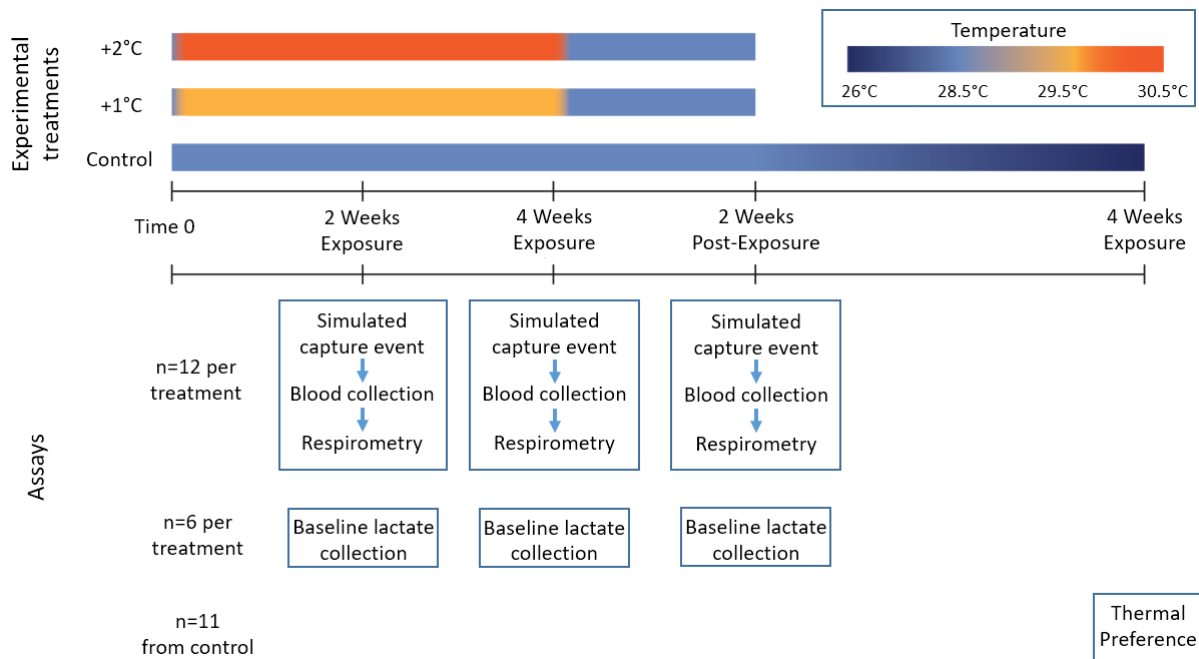 Experimental
treatments
+2°C
+1°C
Control
Temperature
26°C 28.5°C 29.5°C 30.5°C
Time 0
2 Weeks
Exposure
4 Weeks
Exposure
2 Weeks
Post-Exposure
4 Weeks
Exposure
Assays
n=12 per
treatment
Simulated
capture event
Blood collection
Respirometry
Simulated
capture event
Blood collection
Respirometry
Simulated
capture event
Blood collection
Respirometry
n=6 per
treatment
Baseline lactate
collection
Baseline lactate
collection
Baseline lactate
collection
n=11
from control
Thermal
Preference